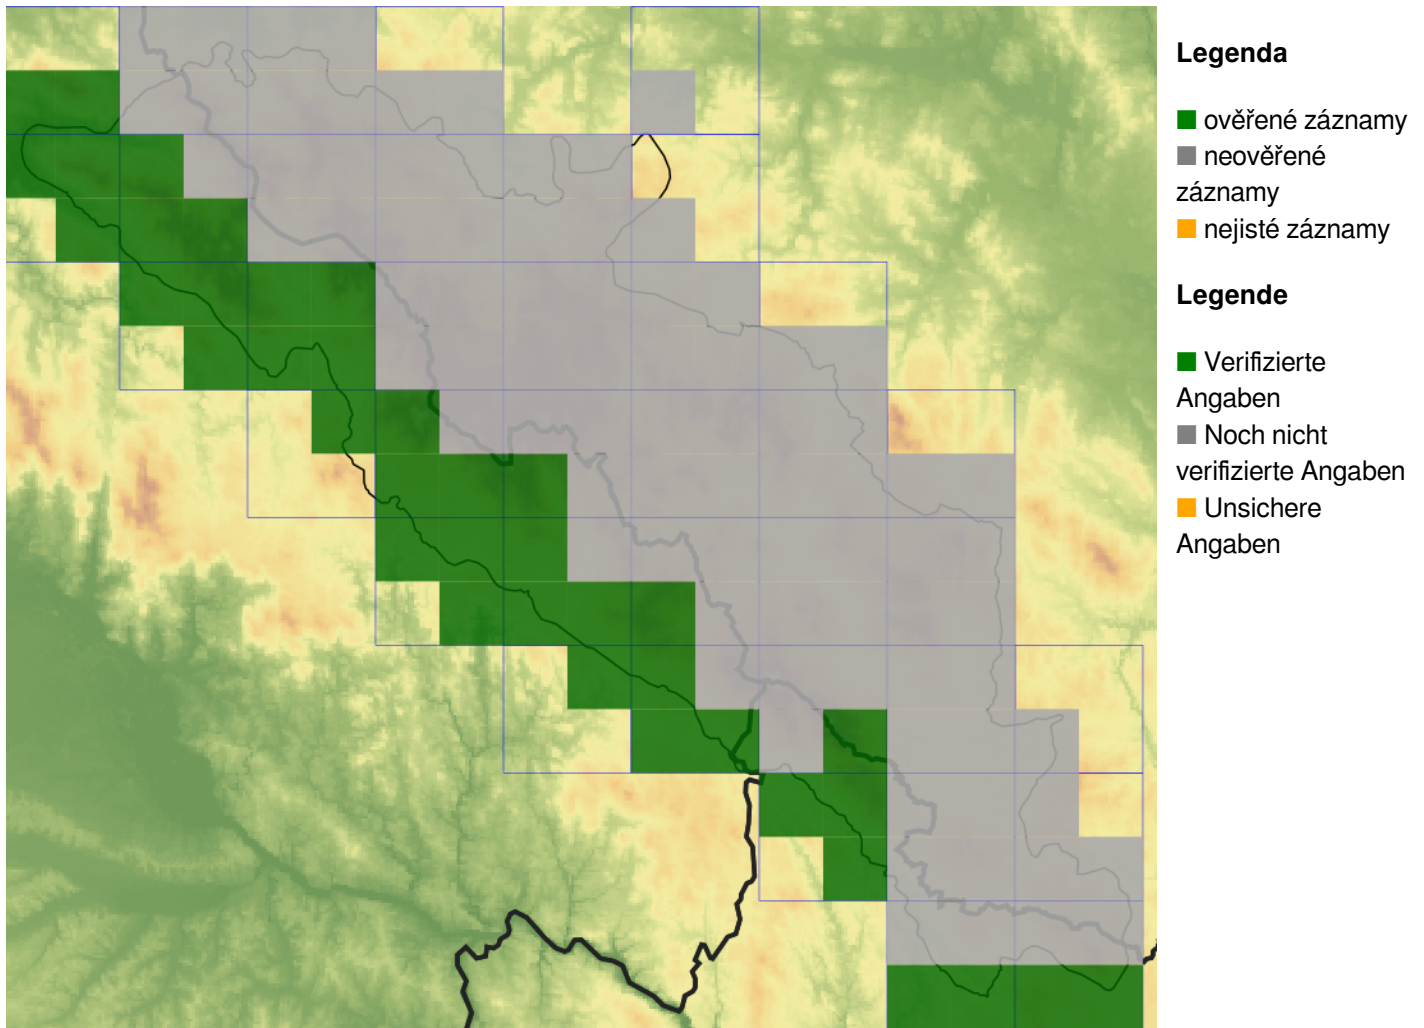 Legenda
ověřené záznamy
neověřené
záznamy
nejisté záznamy
Legende
Verifizierte
Angaben
Noch nicht
verifizierte Angaben
Unsichere
Angaben